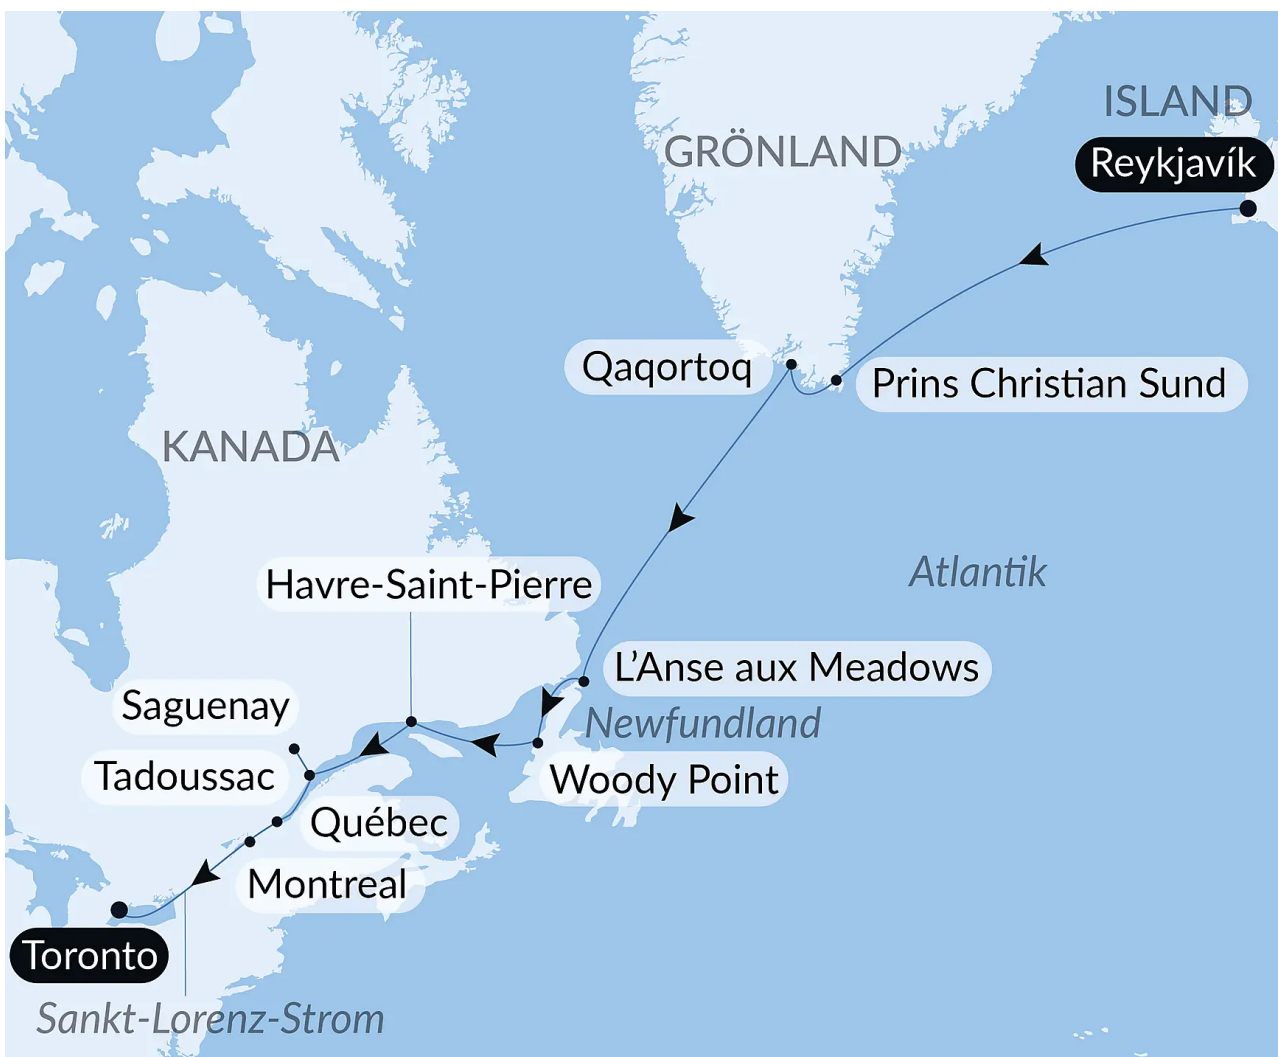 ISLAND
Reykjavík
GRÖNLAND
Qaqortoq
Prins Christian Sund
KANADA
Atlantik
Havre-Saint-Pierre
L’Anse aux Meadows
Saguenay
Newfundland
Tadoussac
Woody Point
Québec
Montreal
Toronto
Sankt-Lorenz-Strom